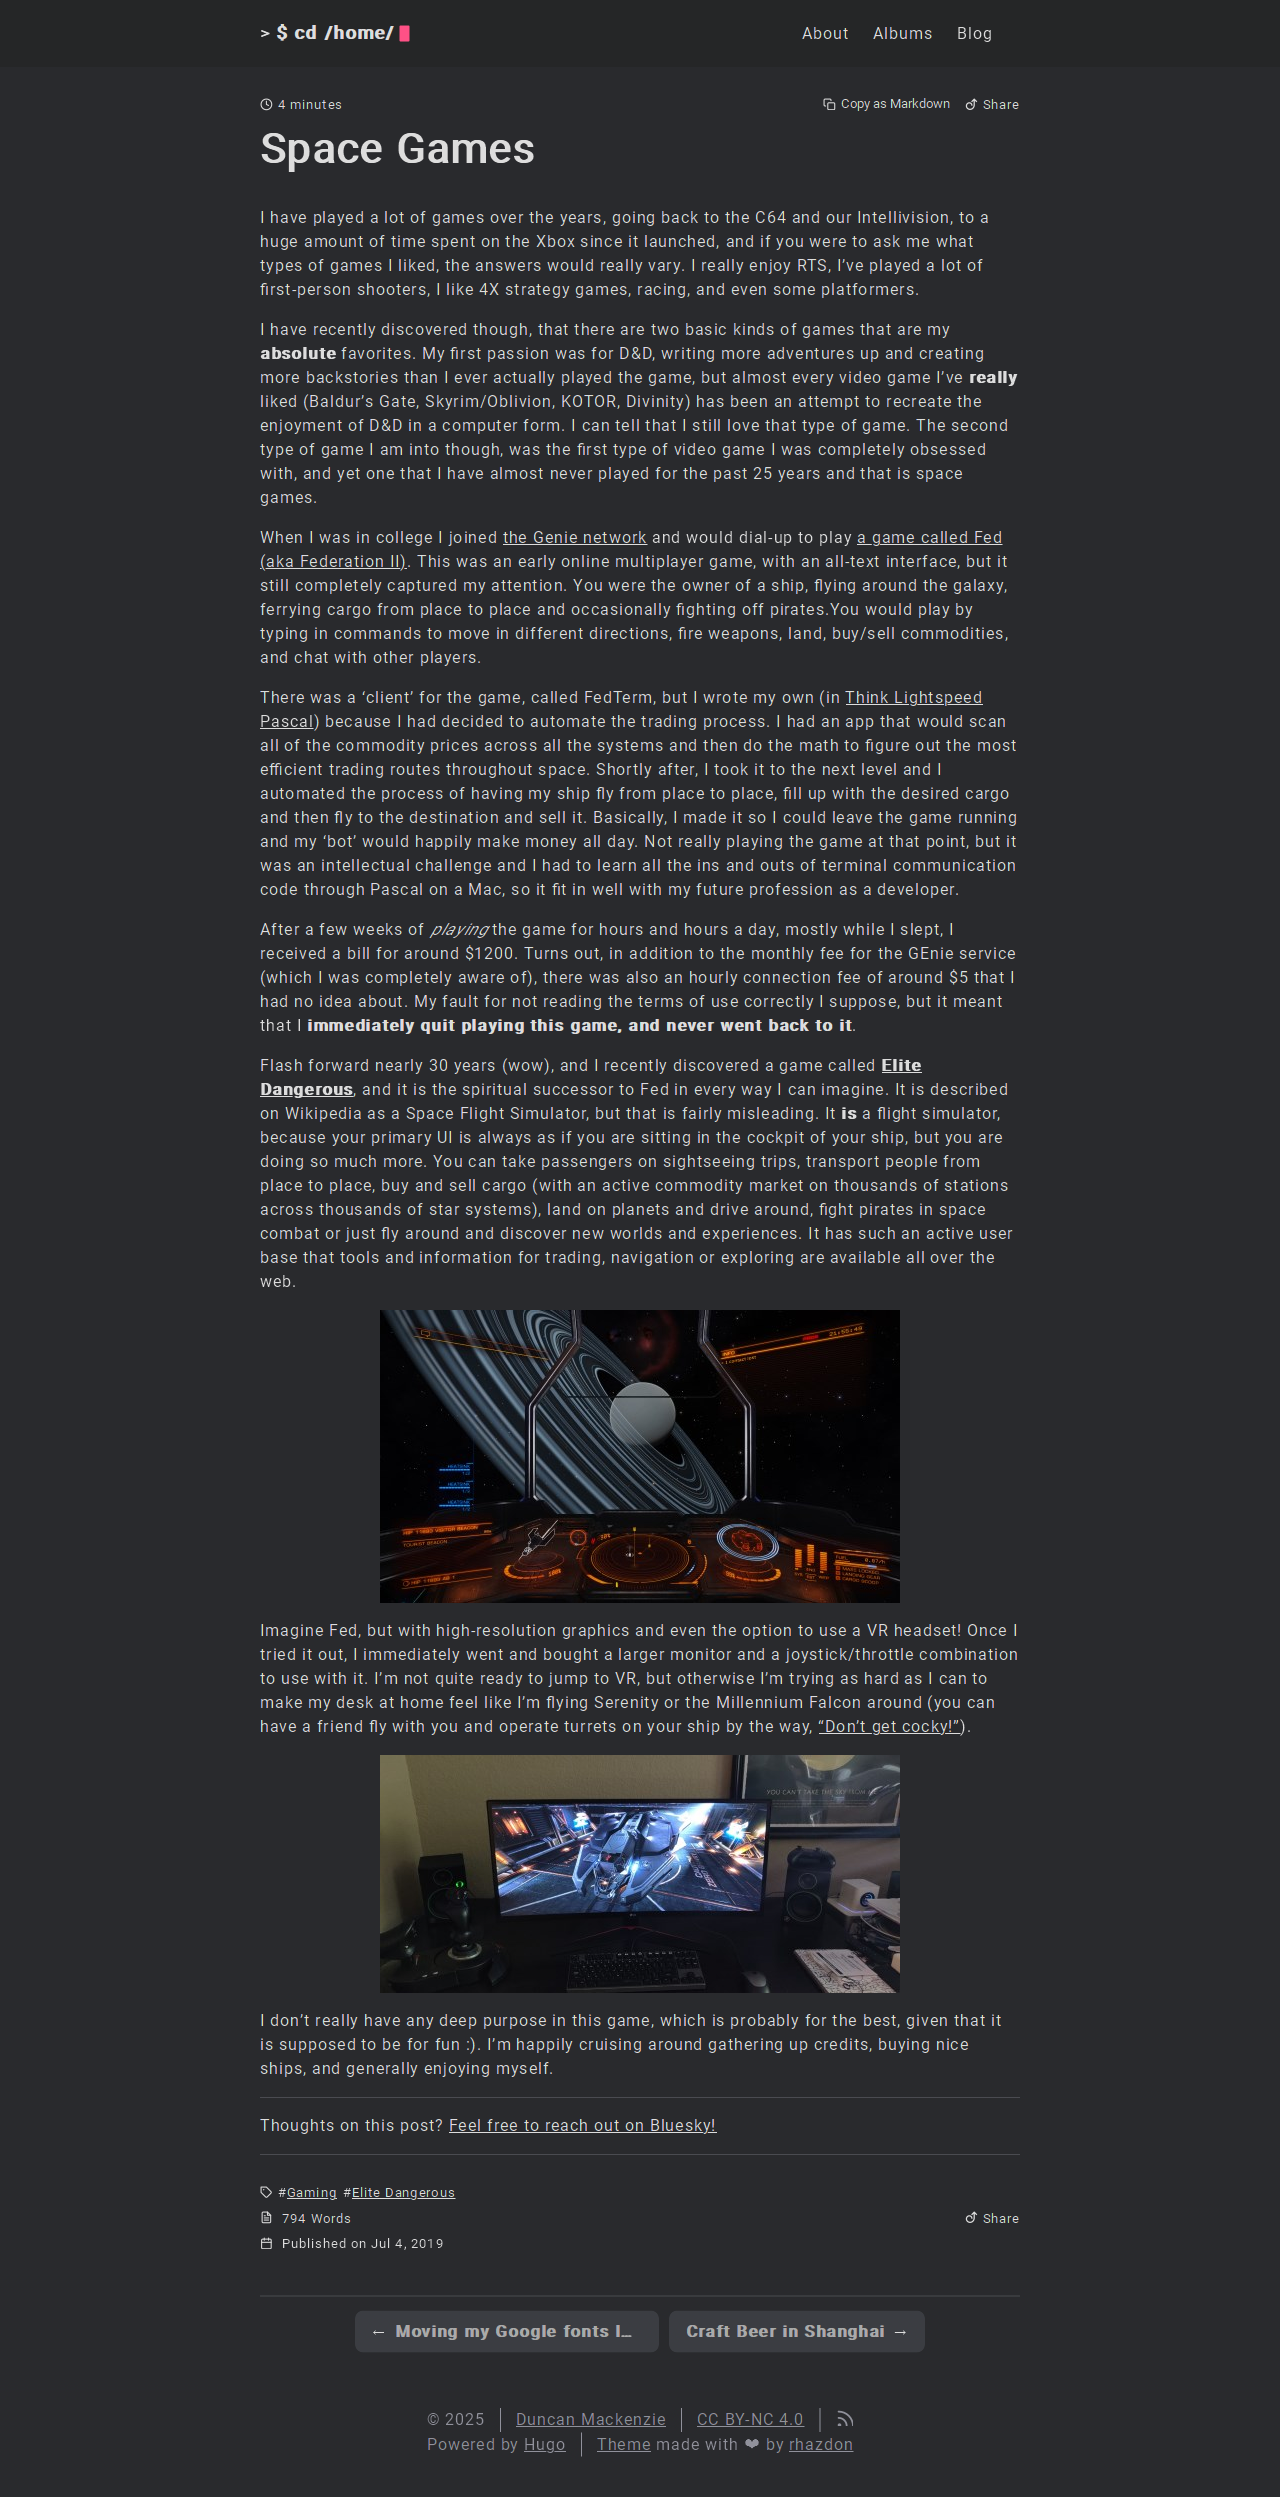 > $ cd /home/
About Albums Blog
4 minutes
Copy as Markdown Share
Space Games
I have played a lot of games over the years, going back to the C64 and our Intellivision, to a
huge amount of time spent on the Xbox since it launched, and if you were to ask me what
types of games I liked, the answers would really vary. I really enjoy RTS, I’ve played a lot of
first-person shooters, I like 4X strategy games, racing, and even some platformers.
I have recently discovered though, that there are two basic kinds of games that are my
absolute favorites. My first passion was for D&D, writing more adventures up and creating
more backstories than I ever actually played the game, but almost every video game I’ve really
liked (Baldur’s Gate, Skyrim/Oblivion, KOTOR, Divinity) has been an attempt to recreate the
enjoyment of D&D in a computer form. I can tell that I still love that type of game. The second
type of game I am into though, was the first type of video game I was completely obsessed
with, and yet one that I have almost never played for the past 25 years and that is space
games.
When I was in college I joined the Genie network and would dial-up to play a game called Fed
(aka Federation II). This was an early online multiplayer game, with an all-text interface, but it
still completely captured my attention. You were the owner of a ship, flying around the galaxy,
ferrying cargo from place to place and occasionally fighting off pirates.You would play by
typing in commands to move in different directions, fire weapons, land, buy/sell commodities,
and chat with other players.
There was a ‘client’ for the game, called FedTerm, but I wrote my own (in Think Lightspeed
Pascal) because I had decided to automate the trading process. I had an app that would scan
all of the commodity prices across all the systems and then do the math to figure out the most
efficient trading routes throughout space. Shortly after, I took it to the next level and I
automated the process of having my ship fly from place to place, fill up with the desired cargo
and then fly to the destination and sell it. Basically, I made it so I could leave the game running
and my ‘bot’ would happily make money all day. Not really playing the game at that point, but it
was an intellectual challenge and I had to learn all the ins and outs of terminal communication
code through Pascal on a Mac, so it fit in well with my future profession as a developer.
After a few weeks of playing the game for hours and hours a day, mostly while I slept, I
received a bill for around $1200. Turns out, in addition to the monthly fee for the GEnie service
(which I was completely aware of), there was also an hourly connection fee of around $5 that I
had no idea about. My fault for not reading the terms of use correctly I suppose, but it meant
that I immediately quit playing this game, and never went back to it.
Flash forward nearly 30 years (wow), and I recently discovered a game called Elite
Dangerous, and it is the spiritual successor to Fed in every way I can imagine. It is described
on Wikipedia as a Space Flight Simulator, but that is fairly misleading. It is a flight simulator,
because your primary UI is always as if you are sitting in the cockpit of your ship, but you are
doing so much more. You can take passengers on sightseeing trips, transport people from
place to place, buy and sell cargo (with an active commodity market on thousands of stations
across thousands of star systems), land on planets and drive around, fight pirates in space
combat or just fly around and discover new worlds and experiences. It has such an active user
base that tools and information for trading, navigation or exploring are available all over the
web.
INFO
HEATSINK
HEATSINK
HEATSINK
TOURIST BEACON
FUEL
MASS LOCKED
LANDING GEAR
CARGO SCOOP
Imagine Fed, but with high-resolution graphics and even the option to use a VR headset! Once I
tried it out, I immediately went and bought a larger monitor and a joystick/throttle combination
to use with it. I’m not quite ready to jump to VR, but otherwise I’m trying as hard as I can to
make my desk at home feel like I’m flying Serenity or the Millennium Falcon around (you can
have a friend fly with you and operate turrets on your ship by the way, “Don’t get cocky!”).
YOU CAN'T TAKE THE SKY FROM ME
I don’t really have any deep purpose in this game, which is probably for the best, given that it
is supposed to be for fun :). I’m happily cruising around gathering up credits, buying nice
ships, and generally enjoying myself.
Thoughts on this post? Feel free to reach out on Bluesky!
#Gaming #Elite Dangerous
794 Words
Share
Published on Jul 4, 2019
← Moving my Google fonts l…
Craft Beer in Shanghai →
© 2025 Duncan Mackenzie CC BY-NC 4.0
Powered by Hugo Theme made with ❤ by rhazdon